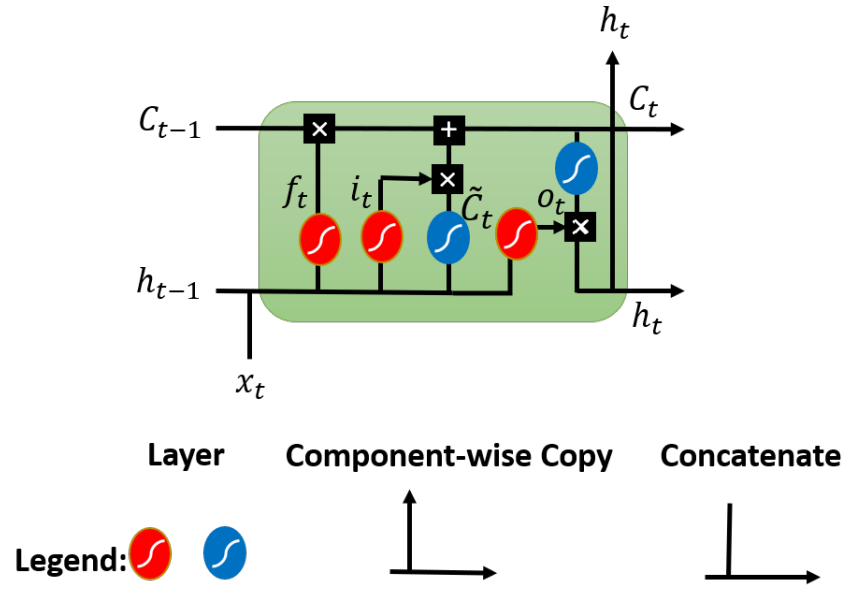 h_t
C_{t-1} × + C_t
f_t i_t × C̃_t o_t ×
h_{t-1} h_t
x_t
Layer Component-wise Copy Concatenate
Legend: